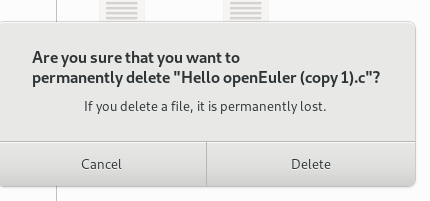 Are you sure that you want to
permanently delete "Hello openEuler (copy 1).c"?
If you delete a file, it is permanently lost.
Cancel
Delete